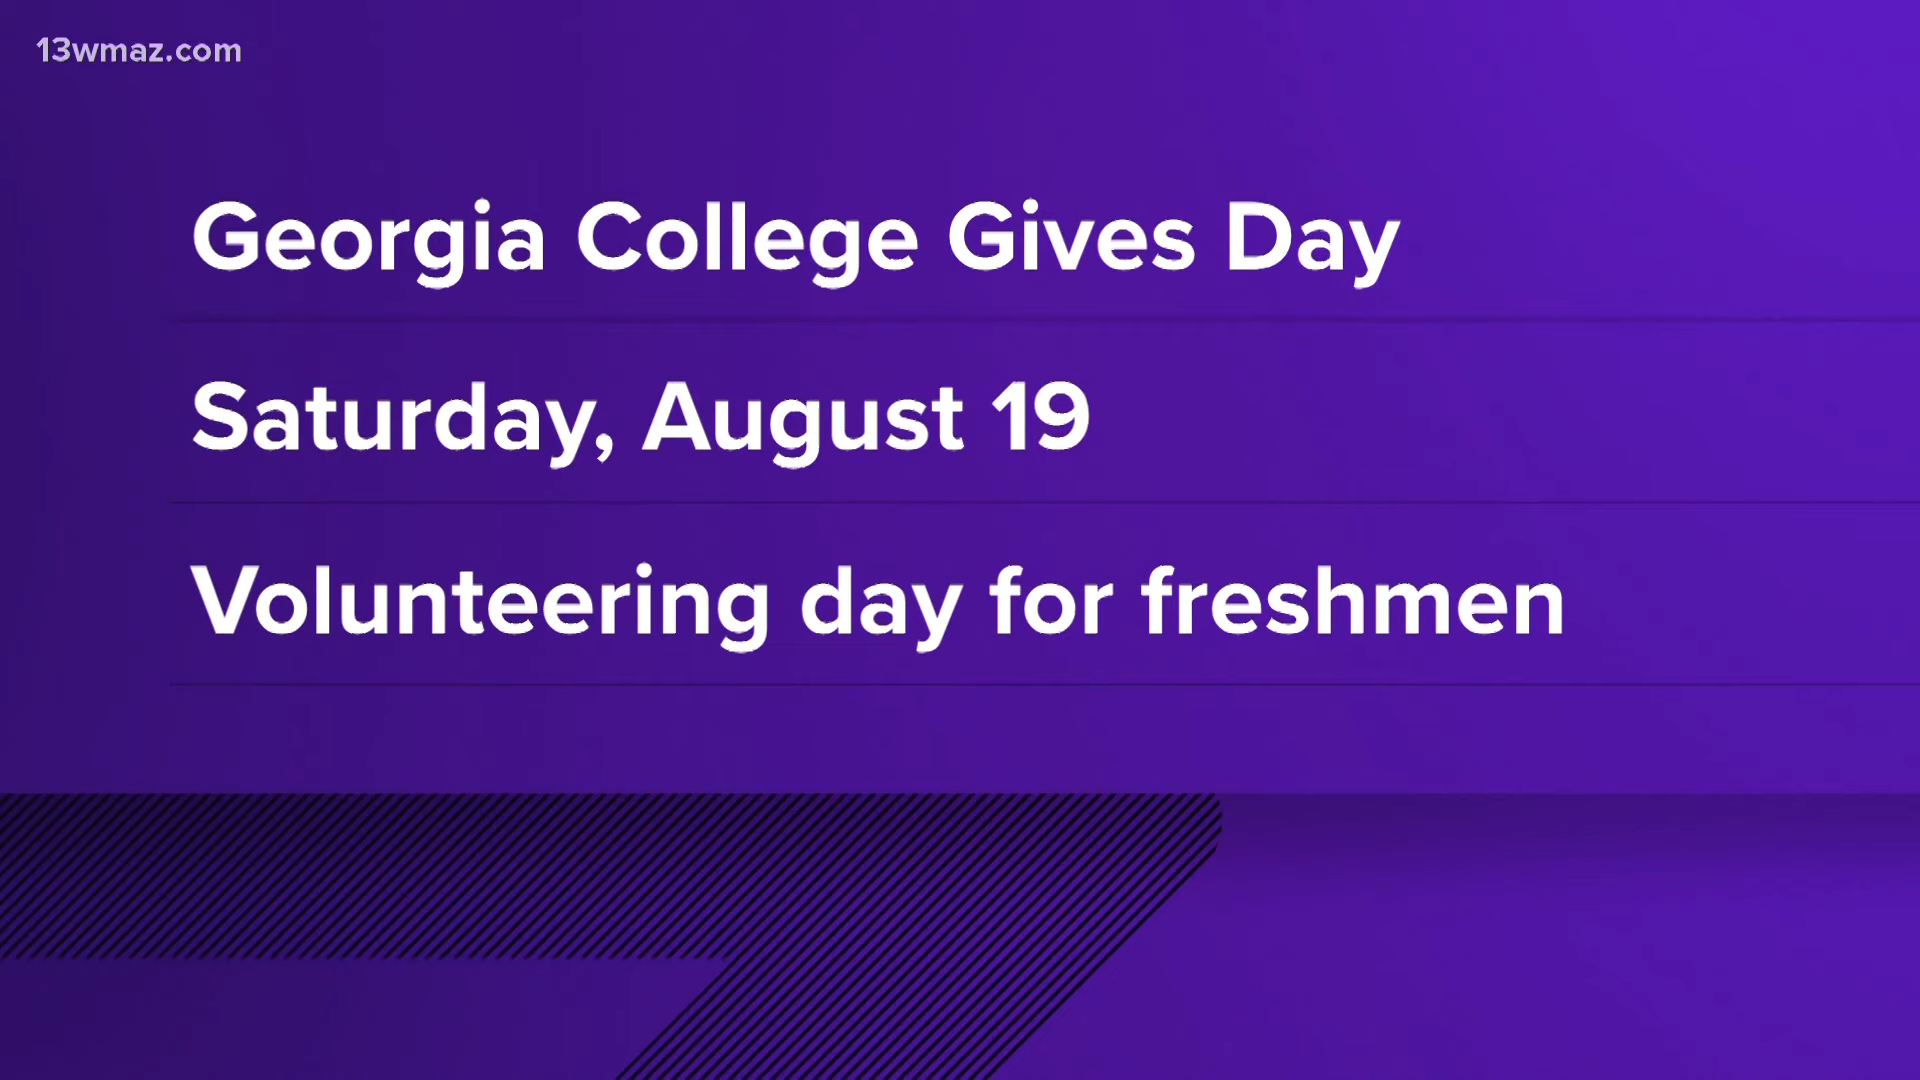 13wmaz.com
Georgia College Gives Day
Saturday, August 19
Volunteering day for freshmen